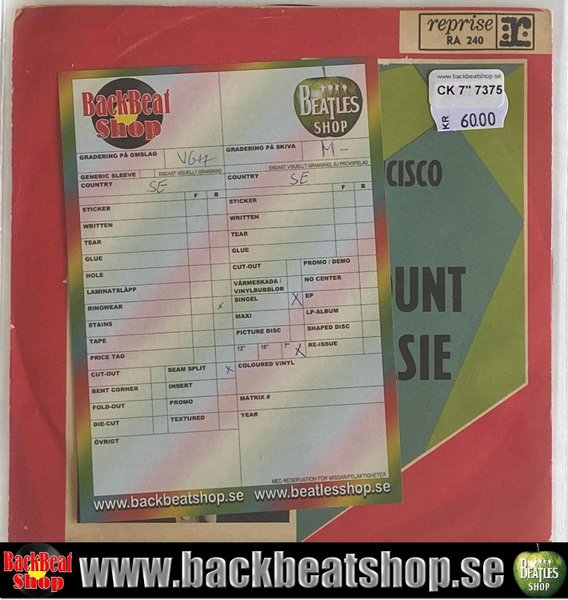 reprise
RA 240
www.backbeatshop.se
CK 7" 7375
KR 6000
CISCO
UNT
SIE
BackBeat
Shop
BEATLES
SHOP
GRADERING PÅ OMSLAG VG+ GRADERING PÅ SKIVA M-
GENERIC SLEEVE ENDAST VISUELLT GRANSKAD ENDAST VISUELLT GRANSKAD, EJ PROVSPELAD
COUNTRY SE COUNTRY SE
F B F B
STICKER STICKER
WRITTEN WRITTEN
TEAR TEAR
GLUE GLUE
HOLE CUT-OUT PROMO / DEMO
LAMINATSLÄPP VÄRMESKADA / VINYLBUBBLOR NO CENTER
RINGWEAR x SINGEL x EP
STAINS MAXI LP-ALBUM
TAPE PICTURE DISC SHAPED DISC
PRICE TAG 12" 10" 7" x RE-ISSUE
CUT-OUT SEAM SPLIT x COLOURED VINYL
BENT CORNER INSERT
FOLD-OUT PROMO MATRIX #
DIE-CUT TEXTURED YEAR
ÖVRIGT
MED RESERVATION FÖR MISSAR/FELAKTIGHETER
www.backbeatshop.se www.beatlesshop.se
BackBeat
Shop
www.backbeatshop.se
BEATLES
SHOP